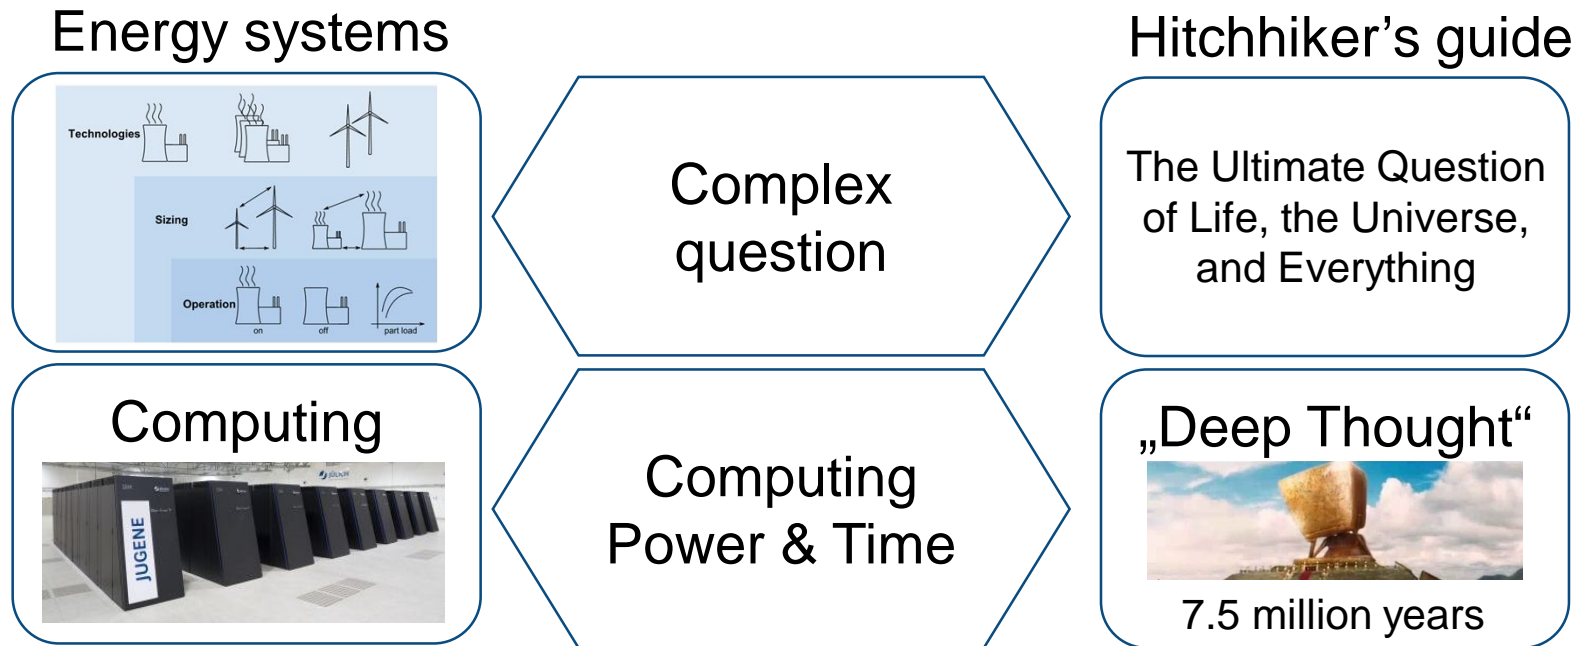 Energy systems
Hitchhiker’s guide
Technologies
Sizing
Operation
on
off
part load
Complex
question
The Ultimate Question
of Life, the Universe,
and Everything
Computing
JUGENE
JÜLICH
Computing
Power & Time
„Deep Thought“
7.5 million years